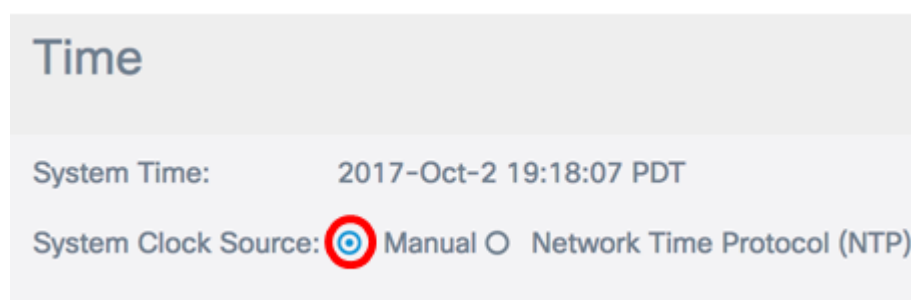 Time
System Time: 2017-Oct-2 19:18:07 PDT
System Clock Source: Manual Network Time Protocol (NTP)